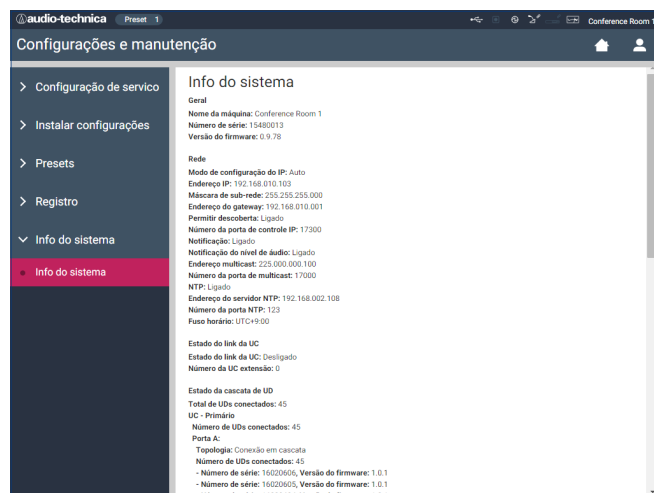 audio-technica Preset 1 Conference Room 1
Configurações e manutenção
Configuração de servico
Instalar configurações
Presets
Registro
Info do sistema
Info do sistema
Info do sistema
Geral
Nome da máquina: Conference Room 1
Número de série: 15480013
Versão do firmware: 0.9.78
Rede
Modo de configuração do IP: Auto
Endereço IP: 192.168.010.103
Máscara de sub-rede: 255.255.255.000
Endereço do gateway: 192.168.010.001
Permitir descoberta: Ligado
Número da porta de controle IP: 17300
Notificação: Ligado
Notificação do nível de áudio: Ligado
Endereço multicast: 225.000.000.100
Número da porta de multicast: 17000
NTP: Ligado
Endereço do servidor NTP: 192.168.002.108
Número da porta NTP: 123
Fuso horário: UTC+9:00
Estado do link da UC
Estado do link da UC: Desligado
Número da UC extensão: 0
Estado da cascata de UD
Total de UDs conectados: 45
UC - Primário
Número de UDs conectados: 45
Porta A:
Topologia: Conexão em cascata
Número de UDs conectados: 45
- Número de série: 16020606, Versão do firmware: 1.0.1
- Número de série: 16020605, Versão do firmware: 1.0.1